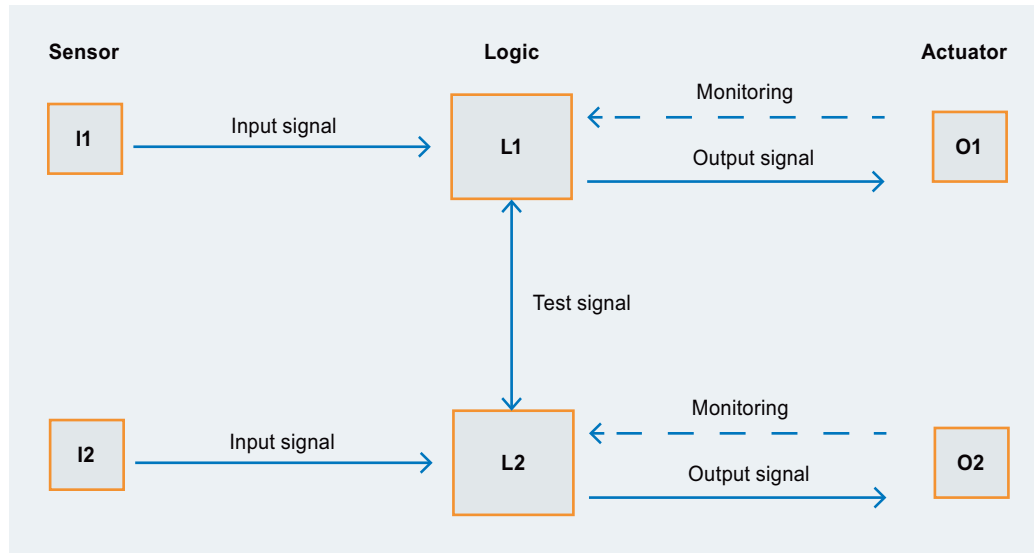 Sensor
Logic
Actuator
Monitoring
I1
Input signal
L1
O1
Output signal
Test signal
Monitoring
I2
Input signal
L2
O2
Output signal